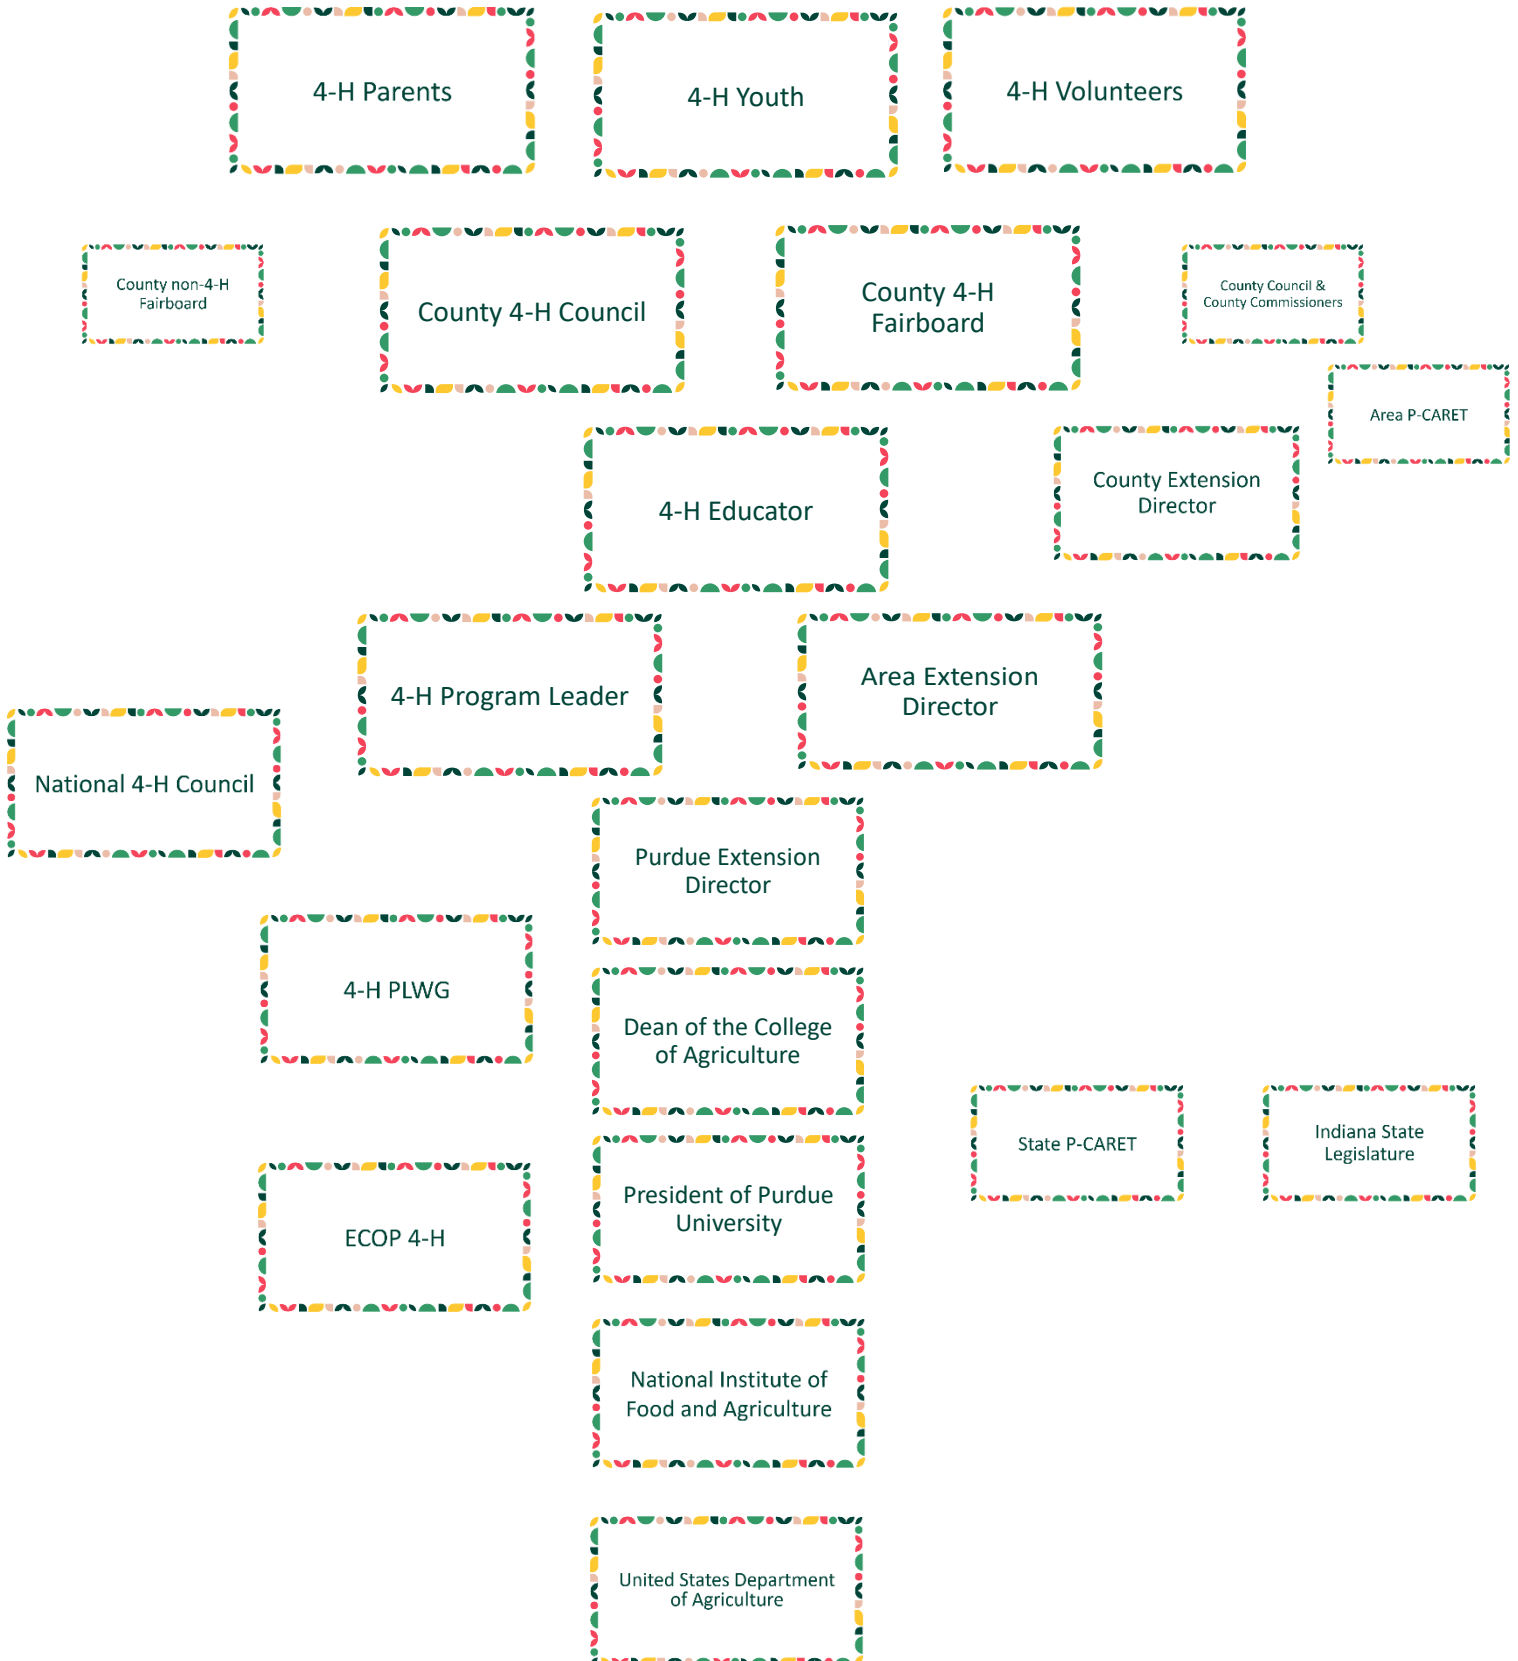 4-H Parents
4-H Youth
4-H Volunteers
County non-4-H
Fairboard
County 4-H Council
County 4-H
Fairboard
County Council &
County Commissioners
Area P-CARET
4-H Educator
County Extension
Director
4-H Program Leader
Area Extension
Director
National 4-H Council
Purdue Extension
Director
4-H PLWG
Dean of the College
of Agriculture
State P-CARET
Indiana State
Legislature
President of Purdue
University
ECOP 4-H
National Institute of
Food and Agriculture
United States Department
of Agriculture